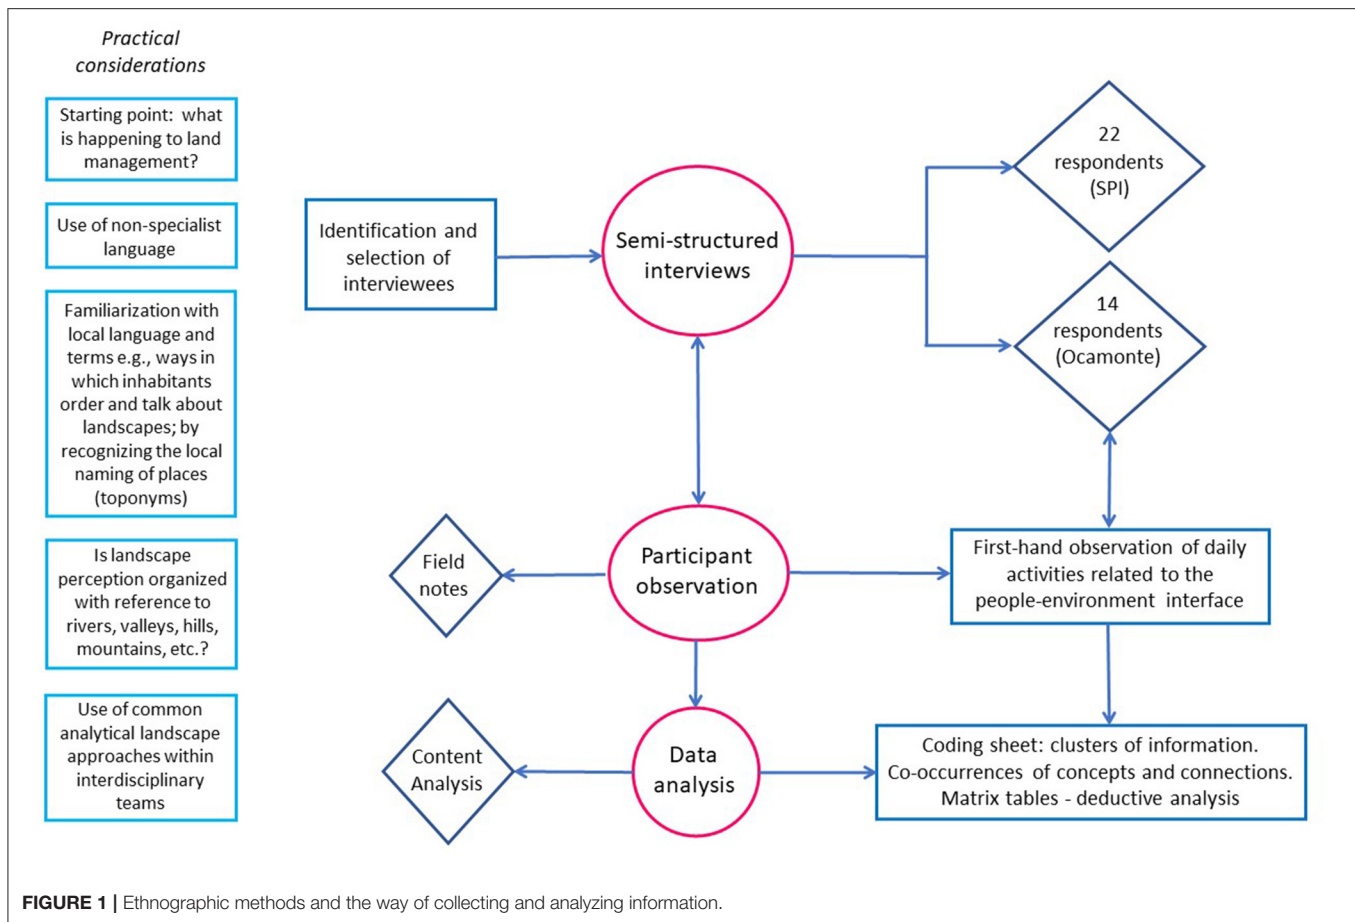 Practical
considerations
Starting point: what
is happening to land
management?
Use of non-specialist
language
Familiarization with
local language and
terms e.g., ways in
which inhabitants
order and talk about
landscapes; by
recognizing the local
naming of places
(toponyms)
Is landscape
perception organized
with reference to
rivers, valleys, hills,
mountains, etc.?
Use of common
analytical landscape
approaches within
interdisciplinary
teams
Identification and
selection of
interviewees
Semi-structured
interviews
22
respondents
(SPI)
14
respondents
(Ocamonte)
Field
notes
Participant
observation
First-hand observation of daily
activities related to the
people-environment interface
Content
Analysis
Data
analysis
Coding sheet: clusters of information.
Co-occurrences of concepts and connections.
Matrix tables - deductive analysis
FIGURE 1 | Ethnographic methods and the way of collecting and analyzing information.